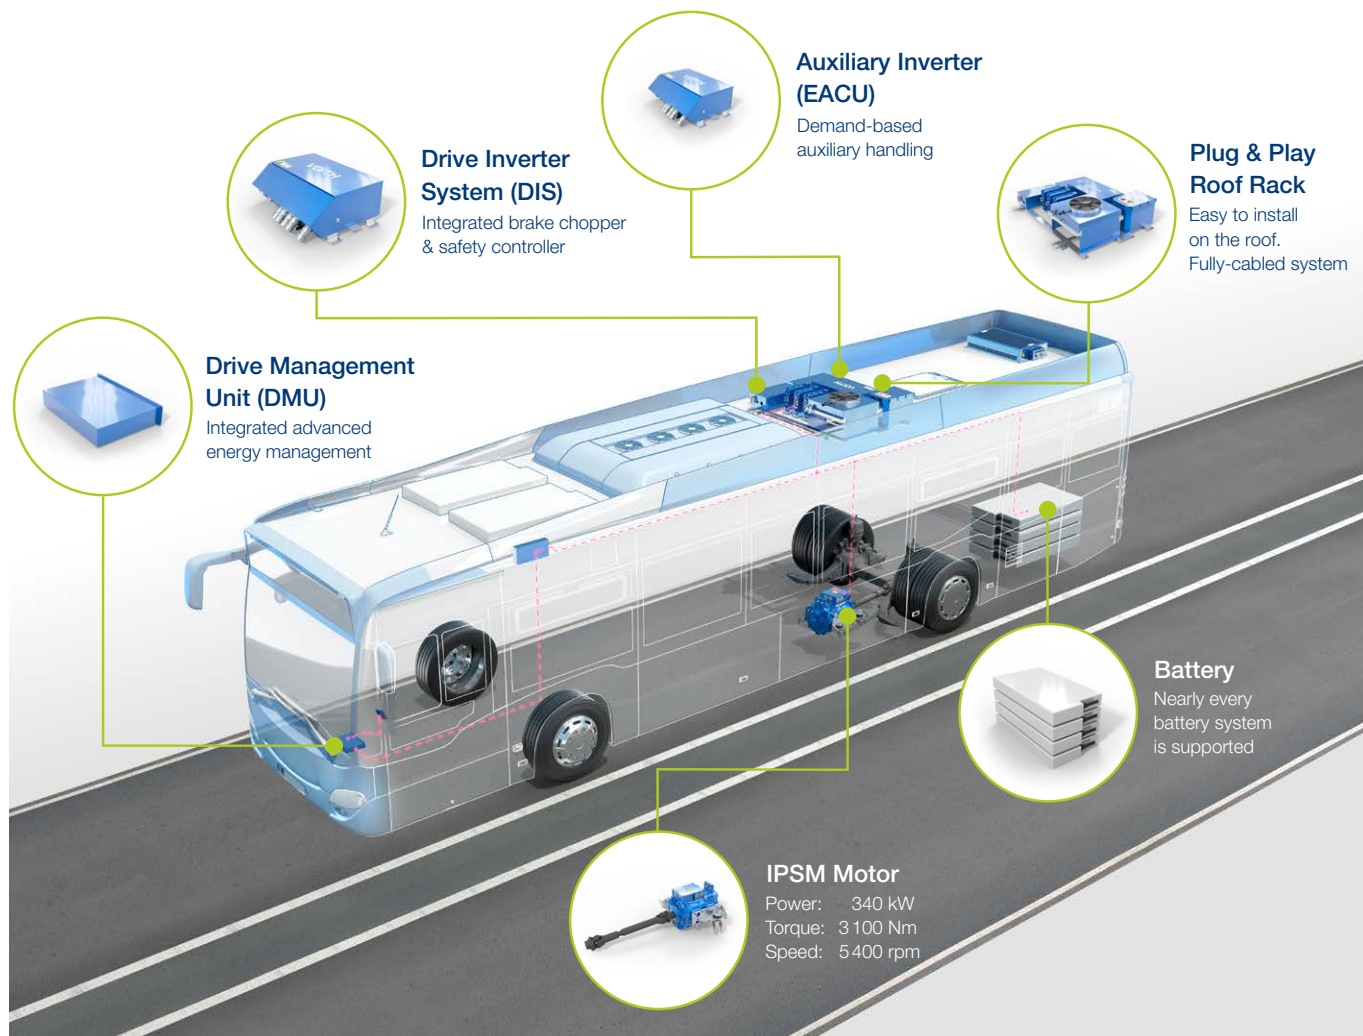 Auxiliary Inverter
(EACU)
Demand-based
auxiliary handling
Drive Inverter
System (DIS)
Integrated brake chopper
& safety controller
Plug & Play
Roof Rack
Easy to install
on the roof.
Fully-cabled system
Drive Management
Unit (DMU)
Integrated advanced
energy management
Battery
Nearly every
battery system
is supported
IPSM Motor
Power: 340 kW
Torque: 3 100 Nm
Speed: 5 400 rpm